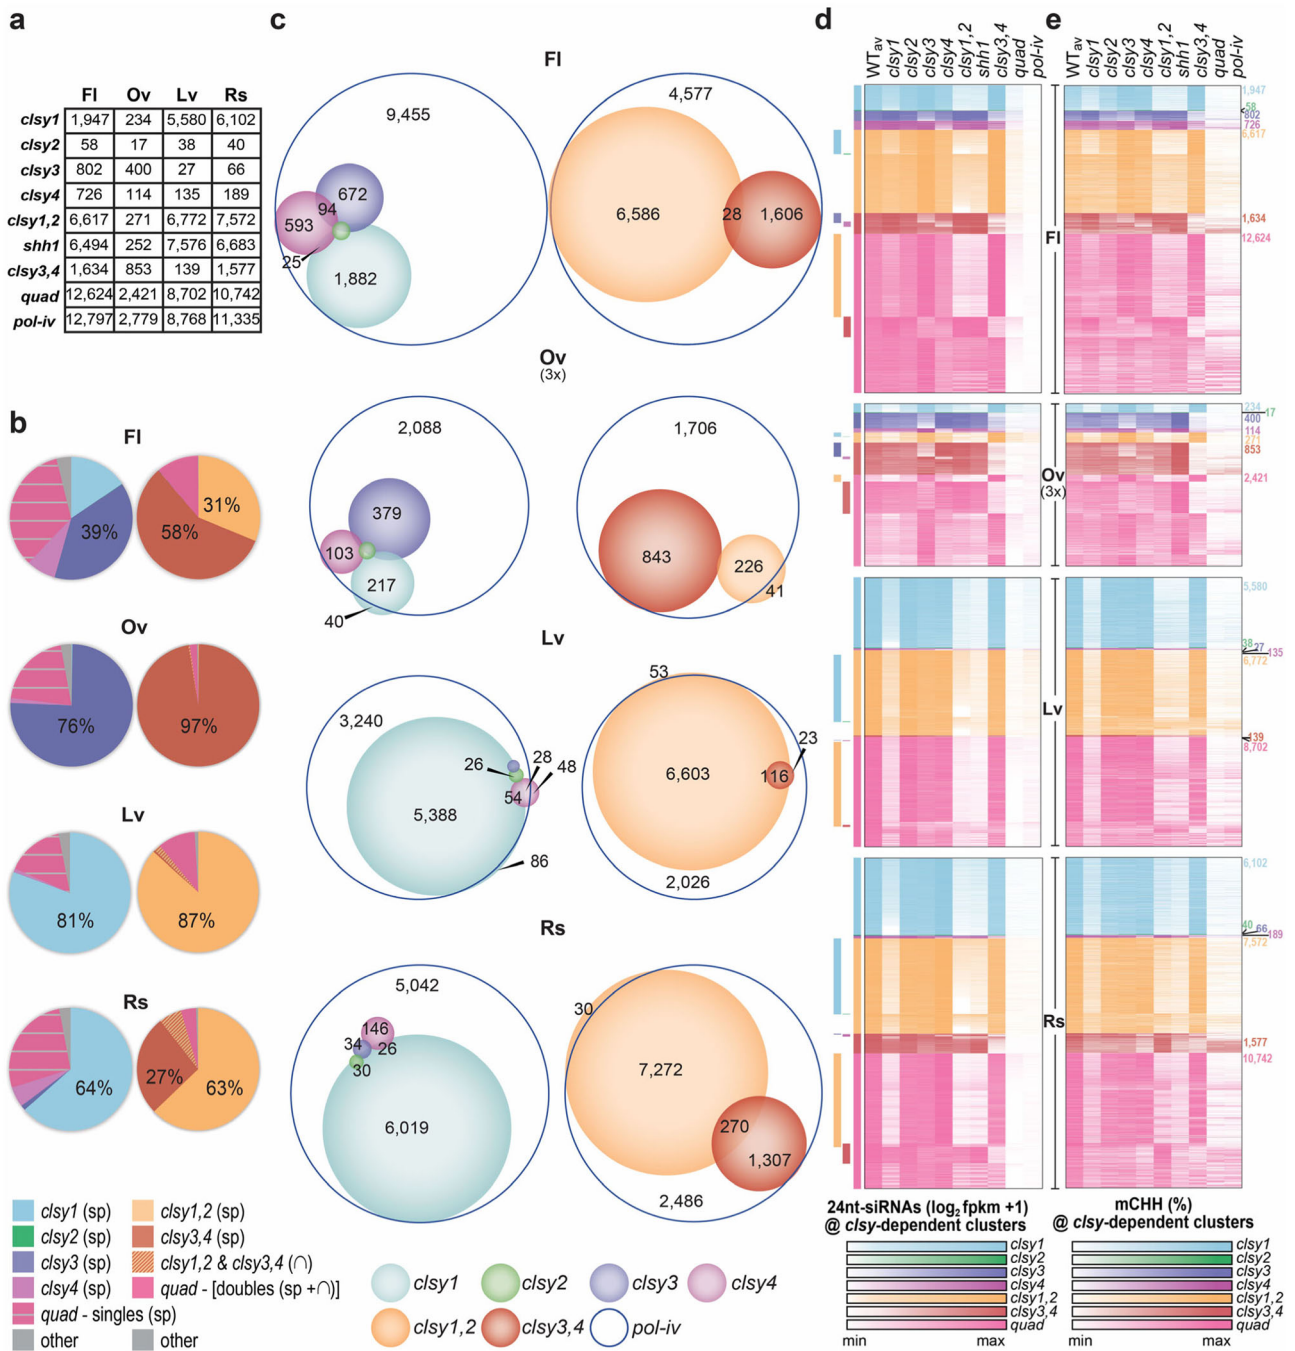 a
Fl Ov Lv Rs
clsy1 1,947 234 5,580 6,102
clsy2 58 17 38 40
clsy3 802 400 27 66
clsy4 726 114 135 189
clsy1,2 6,617 271 6,772 7,572
shh1 6,494 252 7,576 6,683
clsy3,4 1,634 853 139 1,577
quad 12,624 2,421 8,702 10,742
pol-iv 12,797 2,779 8,768 11,335
b
Fl
39%
58%
31%
Ov
76%
97%
Lv
81%
87%
Rs
64%
27%
63%
clsy1 (sp)
clsy2 (sp)
clsy3 (sp)
clsy4 (sp)
quad - singles (sp)
other
clsy1,2 (sp)
clsy3,4 (sp)
clsy1,2 & clsy3,4 (∩)
quad - [doubles (sp +∩)]
other
c
Fl
9,455
672
94
593
25
1,882
4,577
6,586
28
1,606
Ov
(3x)
2,088
379
103
217
40
1,706
843
226
41
Lv
3,240
26
28
48
54
5,388
86
53
23
6,603
116
2,026
Rs
5,042
146
34
26
30
6,019
30
7,272
270
1,307
2,486
clsy1
clsy2
clsy3
clsy4
clsy1,2
clsy3,4
pol-iv
d
WTav clsy1 clsy2 clsy3 clsy4 clsy1,2 shh1 clsy3,4 quad pol-iv
Fl
Ov
(3x)
Lv
Rs
24nt-siRNAs (log2 fpkm +1)
@ clsy-dependent clusters
clsy1
clsy2
clsy3
clsy4
clsy1,2
clsy3,4
quad
min max
e
WTav clsy1 clsy2 clsy3 clsy4 clsy1,2 shh1 clsy3,4 quad pol-iv
1,947
58
802
726
6,617
1,634
12,624
234
17
400
114
271
853
2,421
5,580
38
27
135
6,772
139
8,702
6,102
40
66
189
7,572
1,577
10,742
mCHH (%)
@ clsy-dependent clusters
clsy1
clsy2
clsy3
clsy4
clsy1,2
clsy3,4
quad
min max